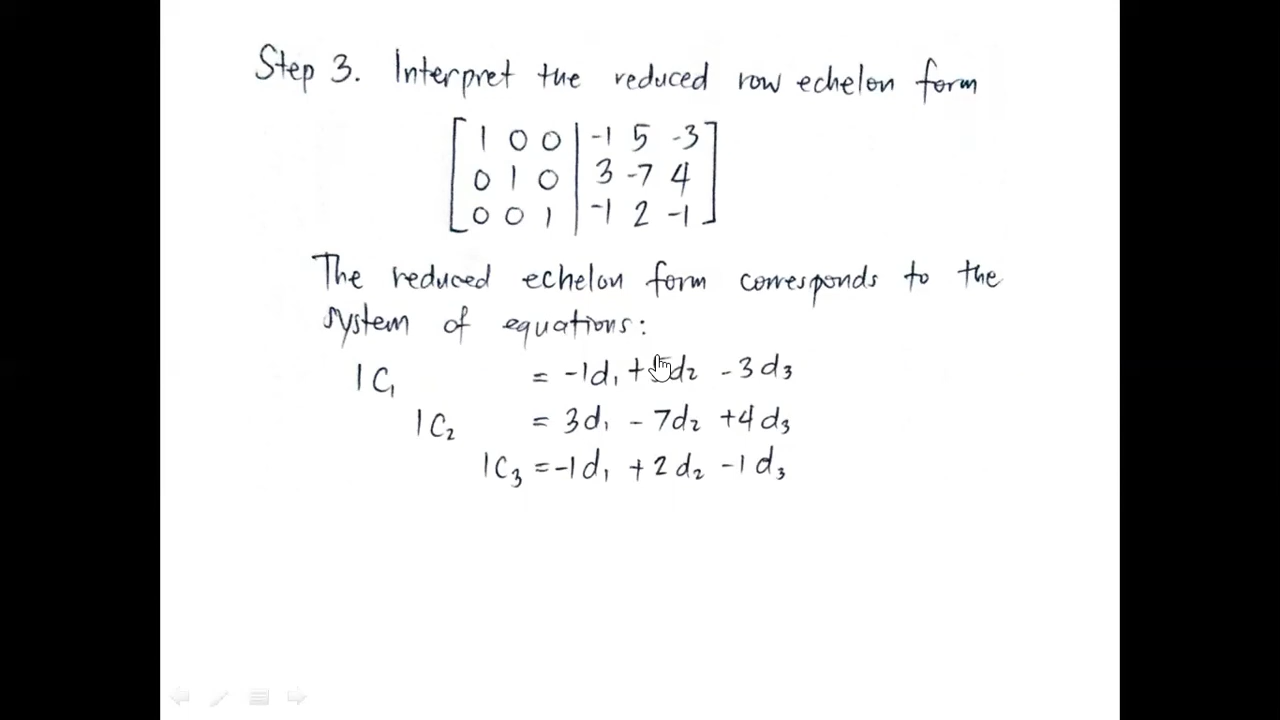 Step 3. Interpret the reduced row echelon form
1 0 0 | -1 5 -3
0 1 0 | 3 -7 4
0 0 1 | -1 2 -1
The reduced echelon form corresponds to the
system of equations:
1C₁ = -1d₁ + 5d₂ - 3d₃
1C₂ = 3d₁ - 7d₂ + 4d₃
1C₃ = -1d₁ + 2d₂ - 1d₃